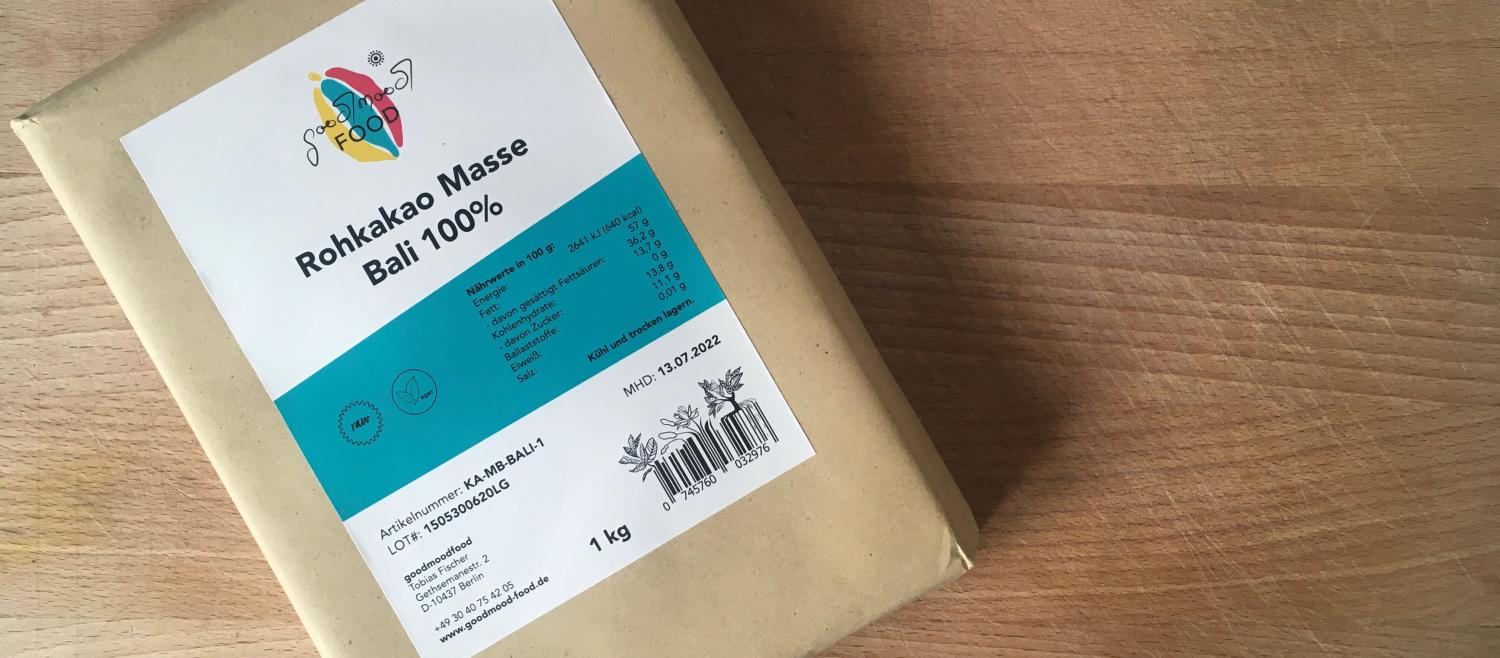 goodmood
FOOD
Rohkakao Masse
Bali 100%
Nährwerte in 100 g:
Energie: 2641 kJ (640 kcal)
Fett: 57 g
- davon gesättigt Fettsäuren: 36,2 g
Kohlenhydrate: 13,7 g
- davon Zucker: 0 g
Ballaststoffe: 13,8 g
Eiweiß: 11,1 g
Salz: 0,01 g
Kühl und trocken lagern.
raw
egan
MHD: 13.07.2022
Artikelnummer: KA-MB-BALI-1
LOT#: 1505300620LG
0 745760 032976
goodmoodfood
Tobias Fischer
Gethsemanestr. 2
D-10437 Berlin
+49 30 40 75 42 05
www.goodmood-food.de
1 kg